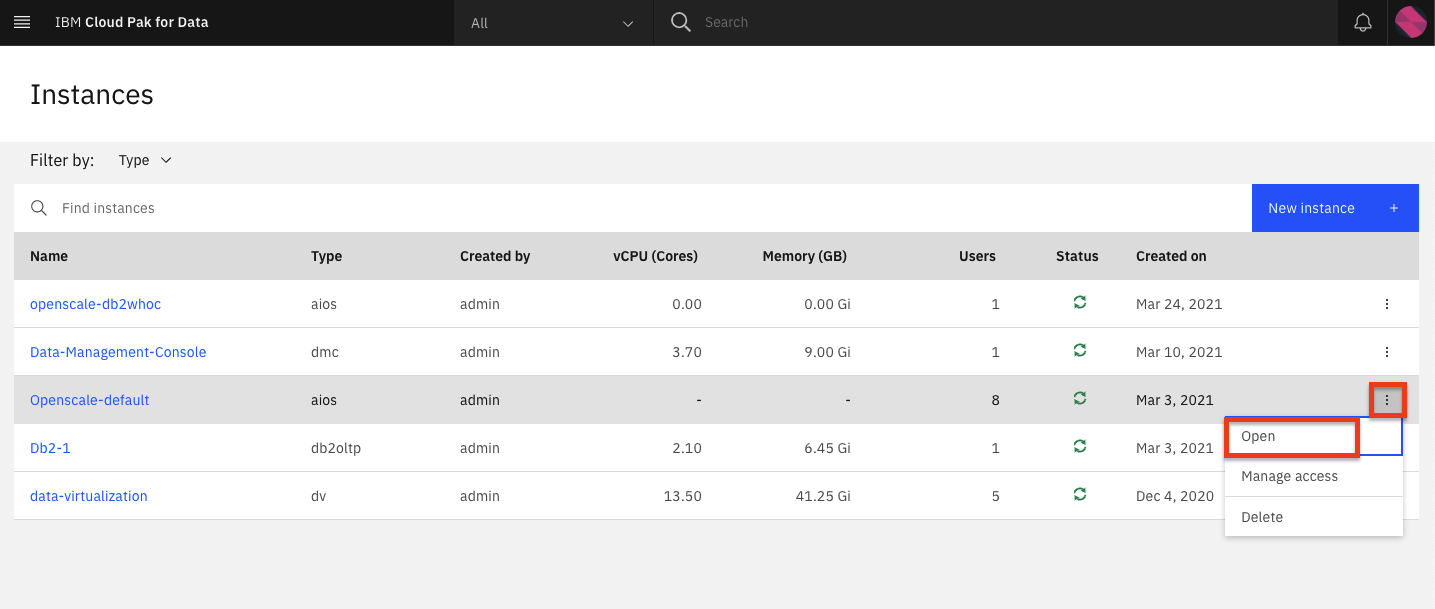 IBM Cloud Pak for Data All Search
Instances
Filter by: Type
Find instances New instance +
Name Type Created by vCPU (Cores) Memory (GB) Users Status Created on
openscale-db2whoc aios admin 0.00 0.00 Gi 1 Mar 24, 2021
Data-Management-Console dmc admin 3.70 9.00 Gi 1 Mar 10, 2021
Openscale-default aios admin - - 8 Mar 3, 2021
Open
Db2-1 db2oltp admin 2.10 6.45 Gi 1 Mar 3, 2021
Manage access
data-virtualization dv admin 13.50 41.25 Gi 5 Dec 4, 2020
Delete